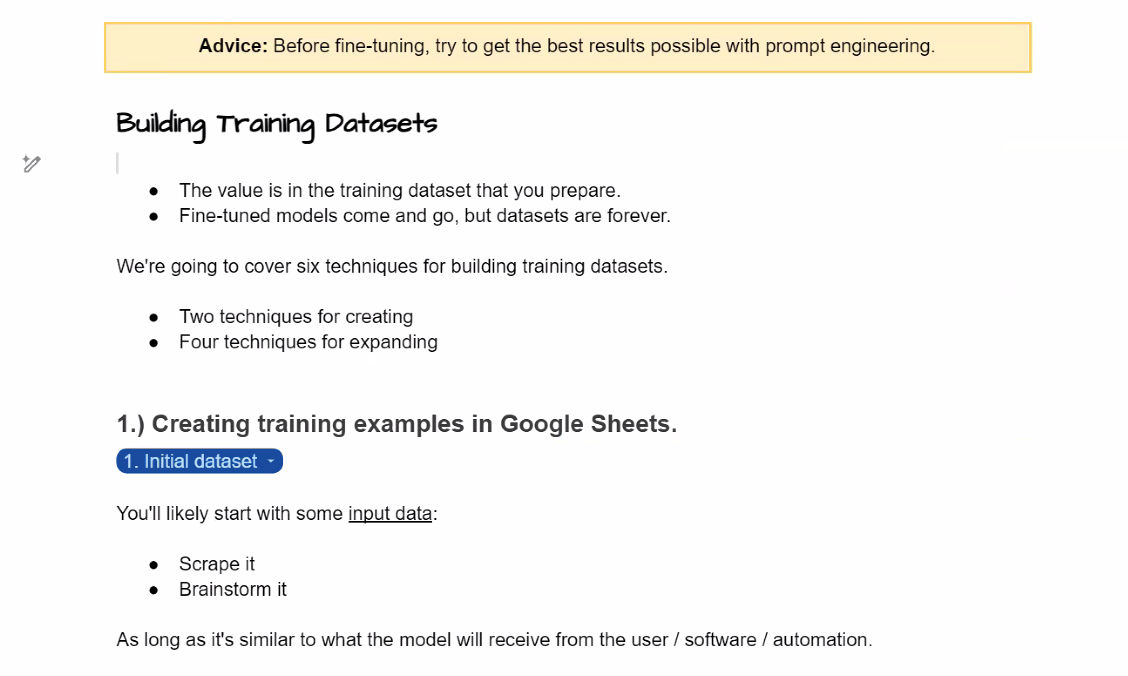 Advice: Before fine-tuning, try to get the best results possible with prompt engineering.
Building Training Datasets
● The value is in the training dataset that you prepare.
● Fine-tuned models come and go, but datasets are forever.
We're going to cover six techniques for building training datasets.
● Two techniques for creating
● Four techniques for expanding
1.) Creating training examples in Google Sheets.
1. Initial dataset
You'll likely start with some input data:
● Scrape it
● Brainstorm it
As long as it's similar to what the model will receive from the user / software / automation.